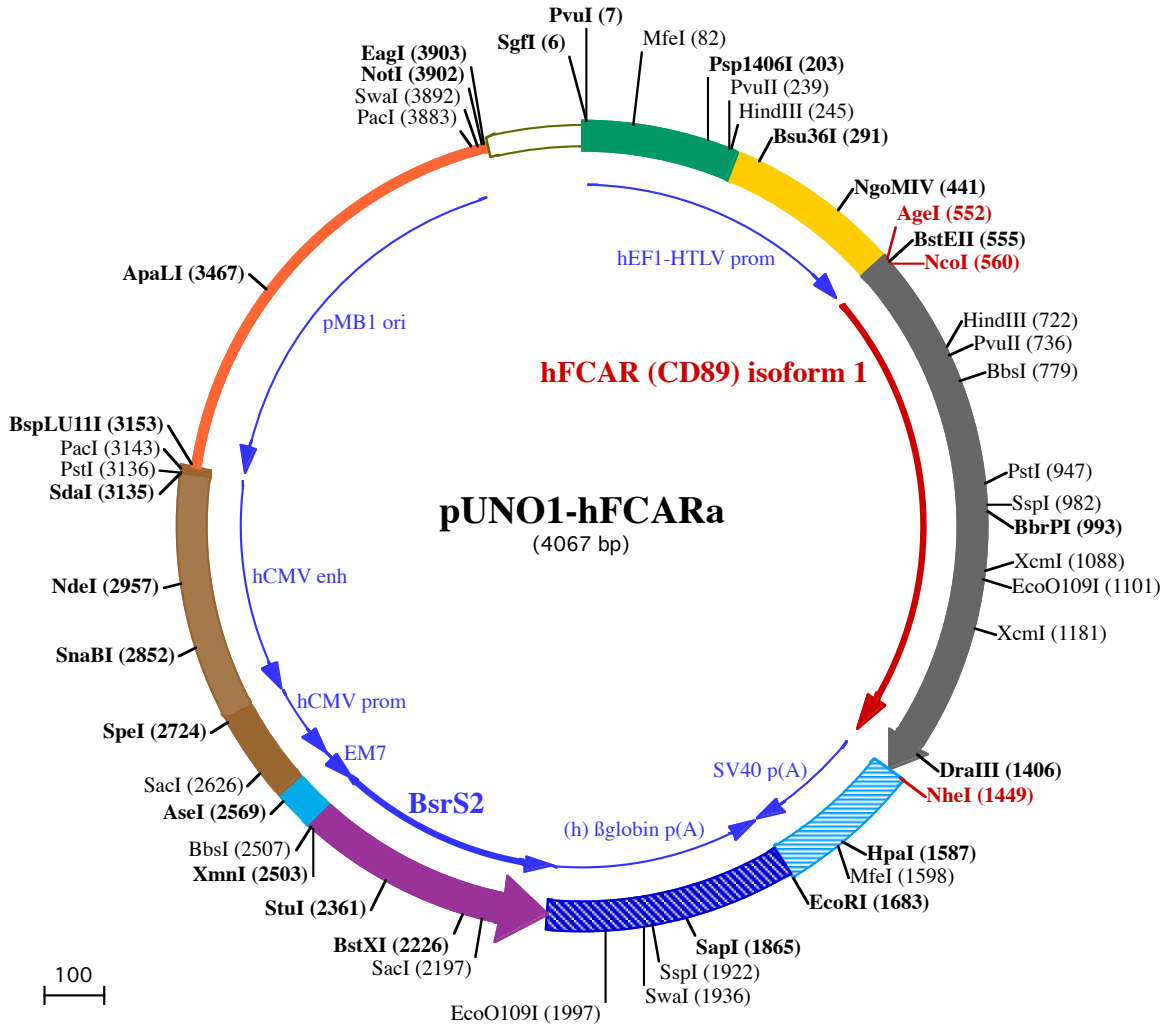 PvuI (7)
SgfI (6)
MfeI (82)
EagI (3903)
NotI (3902)
SwaI (3892)
PacI (3883)
Psp1406I (203)
PvuII (239)
HindIII (245)
Bsu36I (291)
NgoMIV (441)
AgeI (552)
BstEII (555)
NcoI (560)
hEF1-HTLV prom
ApaLI (3467)
pMB1 ori
HindIII (722)
PvuII (736)
BbsI (779)
hFCAR (CD89) isoform 1
BspLU11I (3153)
PacI (3143)
PstI (3136)
SdaI (3135)
PstI (947)
SspI (982)
BbrPI (993)
pUNO1-hFCARa
(4067 bp)
XcmI (1088)
EcoO109I (1101)
XcmI (1181)
hCMV enh
NdeI (2957)
SnaBI (2852)
hCMV prom
SpeI (2724)
EM7
SV40 p(A)
DraIII (1406)
NheI (1449)
SacI (2626)
AseI (2569)
BsrS2
(h) ßglobin p(A)
BbsI (2507)
XmnI (2503)
HpaI (1587)
MfeI (1598)
EcoRI (1683)
StuI (2361)
BstXI (2226)
SacI (2197)
SapI (1865)
SspI (1922)
SwaI (1936)
EcoO109I (1997)
100